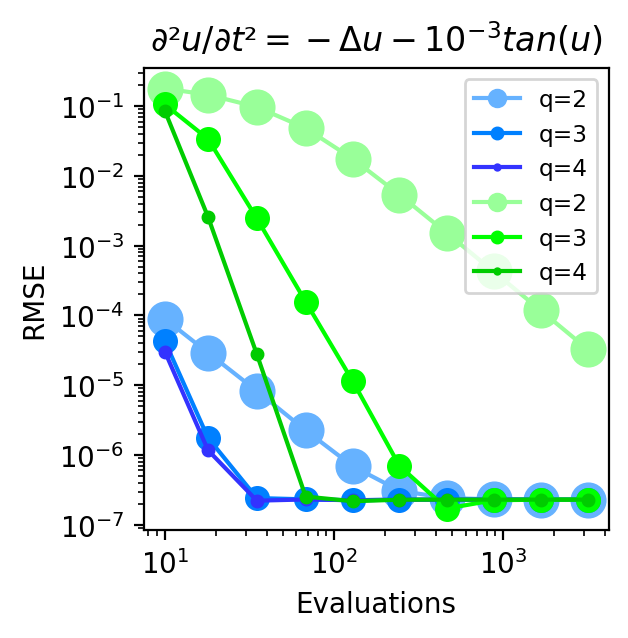 ∂²u/∂t² = − Δu − 10⁻³tan(u)
10⁻¹
10⁻²
10⁻³
10⁻⁴
10⁻⁵
10⁻⁶
10⁻⁷
RMSE
q=2
q=3
q=4
q=2
q=3
q=4
10¹
10²
10³
Evaluations